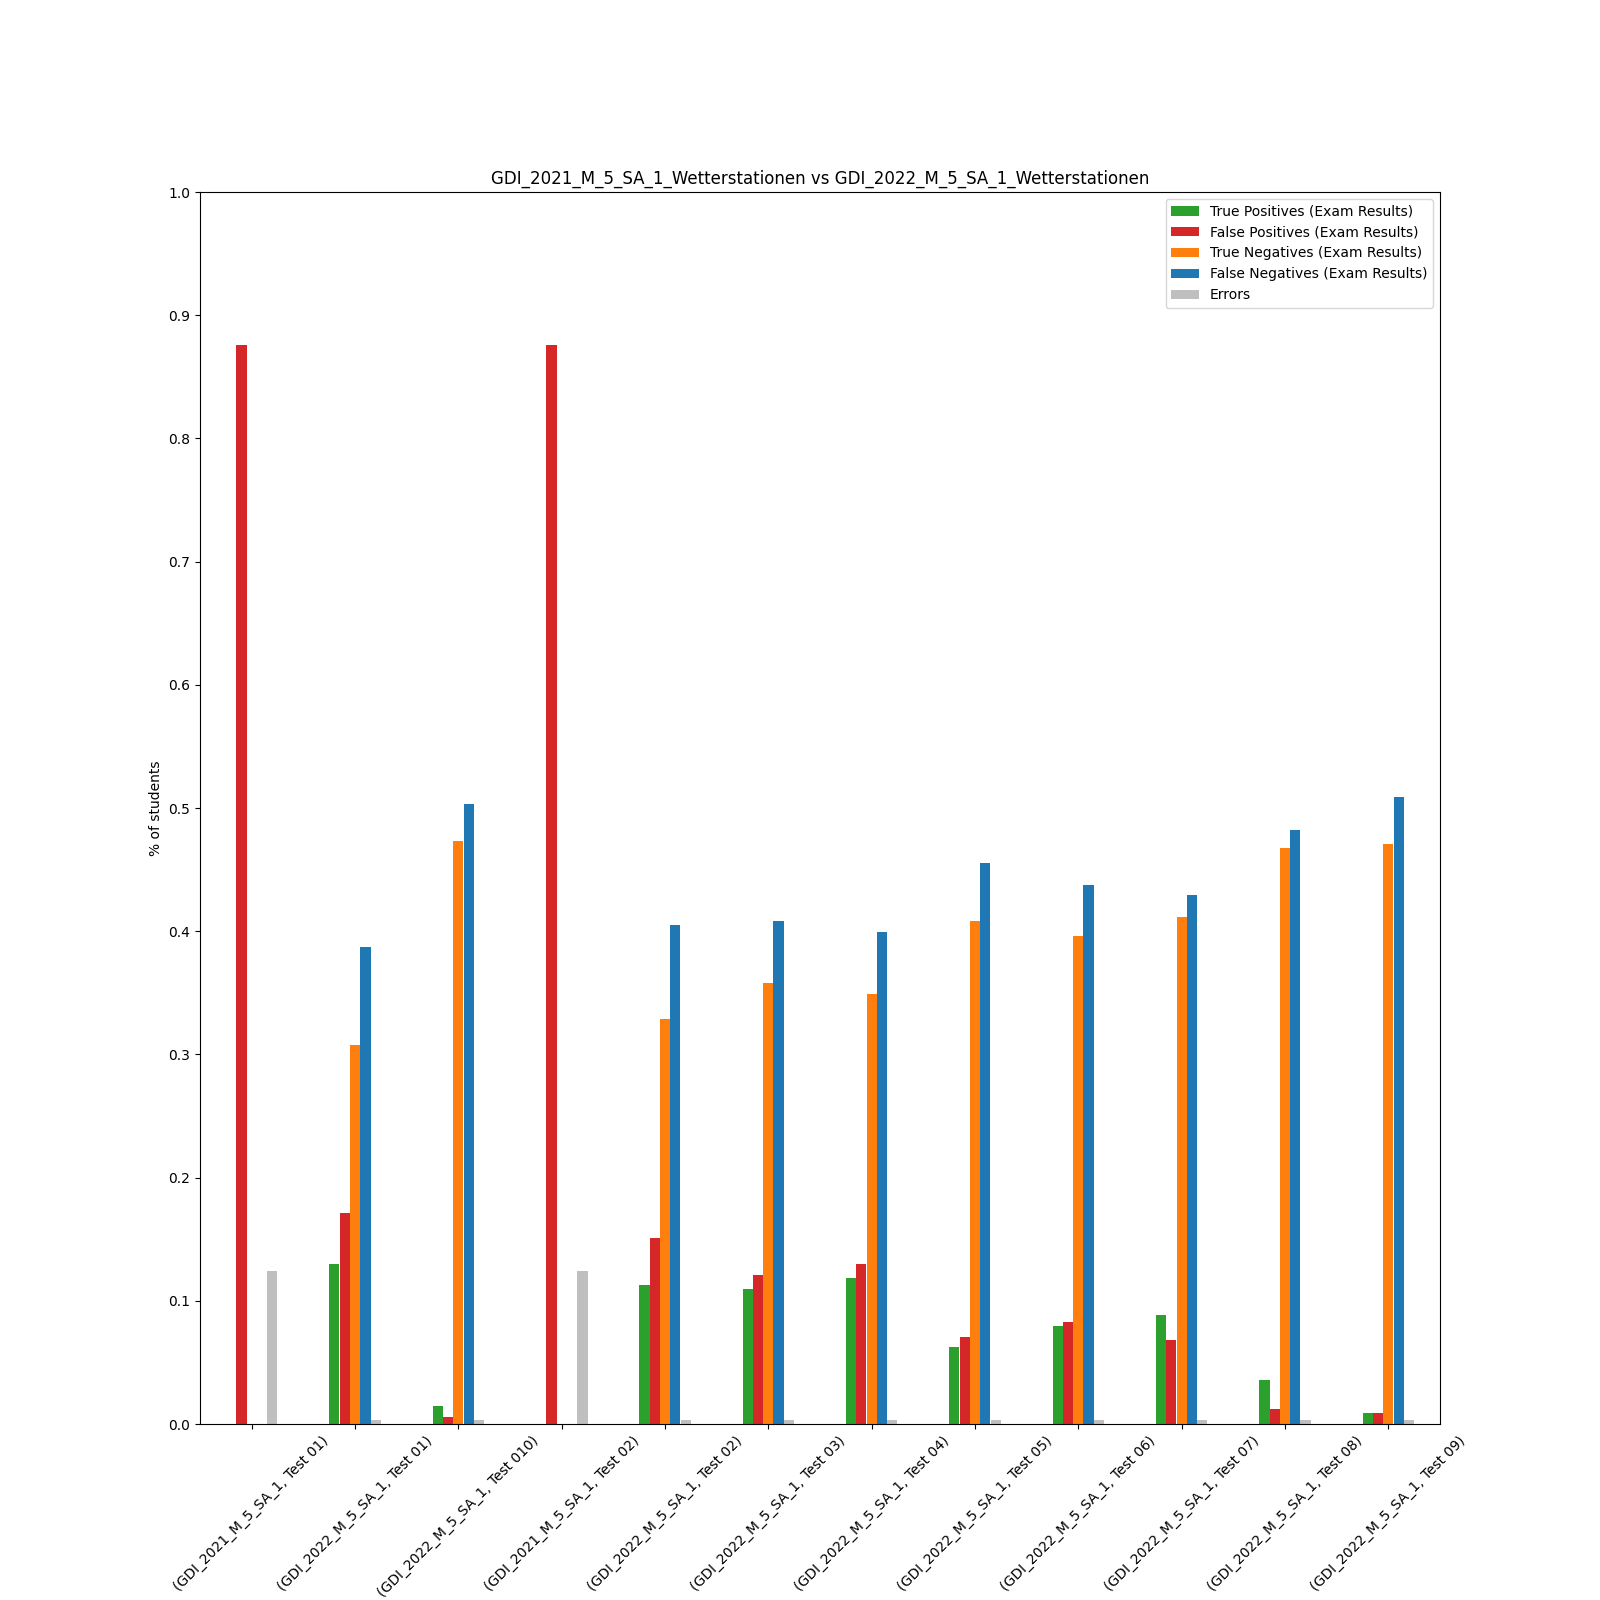 GDI_2021_M_5_SA_1_Wetterstationen vs GDI_2022_M_5_SA_1_Wetterstationen
True Positives (Exam Results)
False Positives (Exam Results)
True Negatives (Exam Results)
False Negatives (Exam Results)
Errors
% of students
1.0
0.9
0.8
0.7
0.6
0.5
0.4
0.3
0.2
0.1
0.0
(GDI_2021_M_5_SA_1, Test 01)
(GDI_2022_M_5_SA_1, Test 01)
(GDI_2022_M_5_SA_1, Test 010)
(GDI_2021_M_5_SA_1, Test 02)
(GDI_2022_M_5_SA_1, Test 02)
(GDI_2022_M_5_SA_1, Test 03)
(GDI_2022_M_5_SA_1, Test 04)
(GDI_2022_M_5_SA_1, Test 05)
(GDI_2022_M_5_SA_1, Test 06)
(GDI_2022_M_5_SA_1, Test 07)
(GDI_2022_M_5_SA_1, Test 08)
(GDI_2022_M_5_SA_1, Test 09)